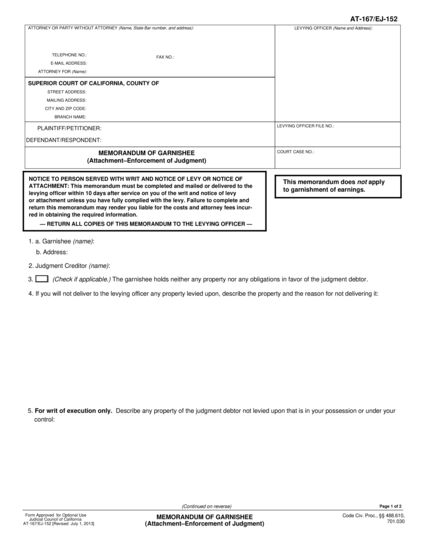 AT-167/EJ-152
ATTORNEY OR PARTY WITHOUT ATTORNEY (Name, State Bar number, and address):
LEVYING OFFICER (Name and Address):
TELEPHONE NO.:
FAX NO.:
E-MAIL ADDRESS:
ATTORNEY FOR (Name):
SUPERIOR COURT OF CALIFORNIA, COUNTY OF
STREET ADDRESS:
MAILING ADDRESS:
CITY AND ZIP CODE:
BRANCH NAME:
PLAINTIFF/PETITIONER:
LEVYING OFFICER FILE NO.:
DEFENDANT/RESPONDENT:
MEMORANDUM OF GARNISHEE
(Attachment–Enforcement of Judgment)
COURT CASE NO.:
NOTICE TO PERSON SERVED WITH WRIT AND NOTICE OF LEVY OR NOTICE OF
ATTACHMENT: This memorandum must be completed and mailed or delivered to the
levying officer within 10 days after service on you of the writ and notice of levy
or attachment unless you have fully complied with the levy. Failure to complete and
return this memorandum may render you liable for the costs and attorney fees incur-
red in obtaining the required information.
— RETURN ALL COPIES OF THIS MEMORANDUM TO THE LEVYING OFFICER —
This memorandum does not apply
to garnishment of earnings.
1. a. Garnishee (name):
b. Address:
2. Judgment Creditor (name):
3. (Check if applicable.) The garnishee holds neither any property nor any obligations in favor of the judgment debtor.
4. If you will not deliver to the levying officer any property levied upon, describe the property and the reason for not delivering it:
5. For writ of execution only. Describe any property of the judgment debtor not levied upon that is in your possession or under your
control:
(Continued on reverse)
Page 1 of 2
Form Approved for Optional Use
Judicial Council of California
AT-167/EJ-152 [Revised July 1, 2013]
MEMORANDUM OF GARNISHEE
(Attachment–Enforcement of Judgment)
Code Civ. Proc., §§ 488.610,
701.030